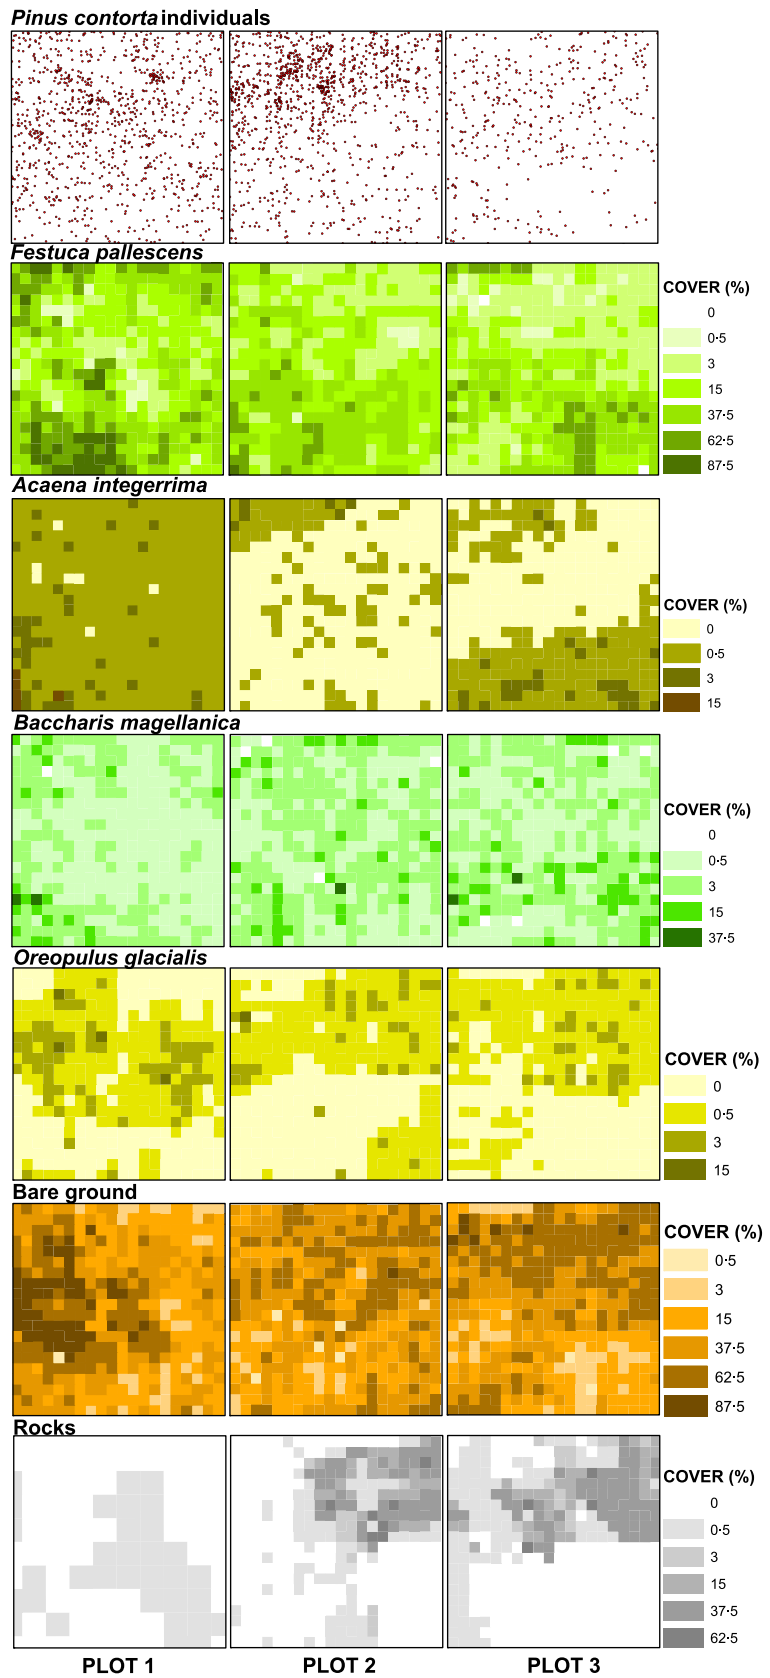 Pinus contorta individuals
Festuca pallescens
COVER (%)
0
0·5
3
15
37·5
62·5
87·5
Acaena integerrima
COVER (%)
0
0·5
3
15
Baccharis magellanica
COVER (%)
0
0·5
3
15
37·5
Oreopulus glacialis
COVER (%)
0
0·5
3
15
Bare ground
COVER (%)
0·5
3
15
37·5
62·5
87·5
Rocks
COVER (%)
0
0·5
3
15
37·5
62·5
PLOT 1 PLOT 2 PLOT 3